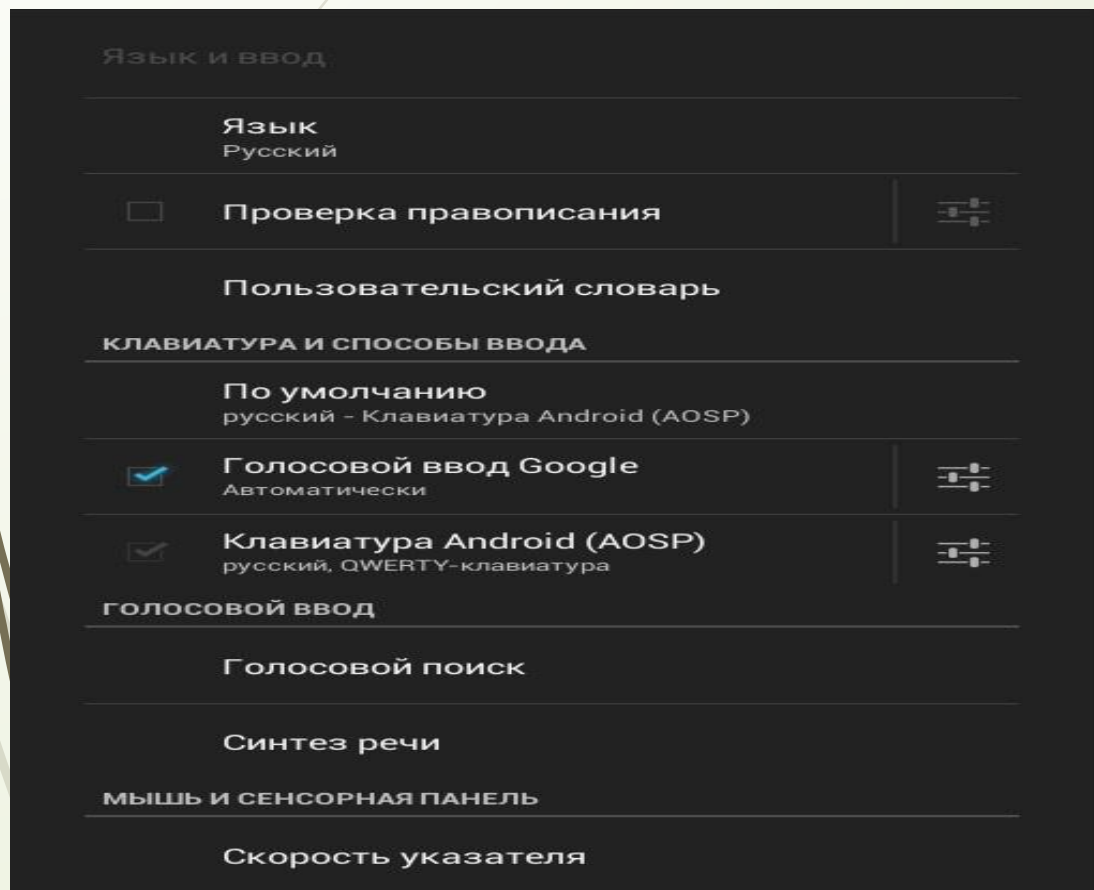 Язык и ввод
Язык
Русский
Проверка правописания
Пользовательский словарь
КЛАВИАТУРА И СПОСОБЫ ВВОДА
По умолчанию
русский - Клавиатура Android (AOSP)
Голосовой ввод Google
Автоматически
Клавиатура Android (AOSP)
русский, QWERTY-клавиатура
ГОЛОСОВОЙ ВВОД
Голосовой поиск
Синтез речи
МЫШЬ И СЕНСОРНАЯ ПАНЕЛЬ
Скорость указателя